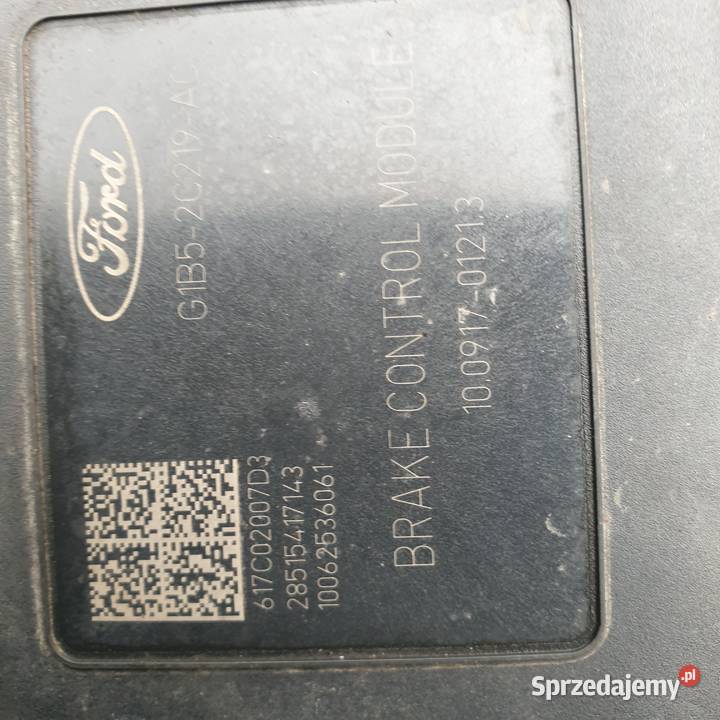 Ford
G1B5-2C219-AC
BRAKE CONTROL MODULE
10.0917-0121.3
617C02007D3
28515417143
10062536061
Sprzedajemy.pl